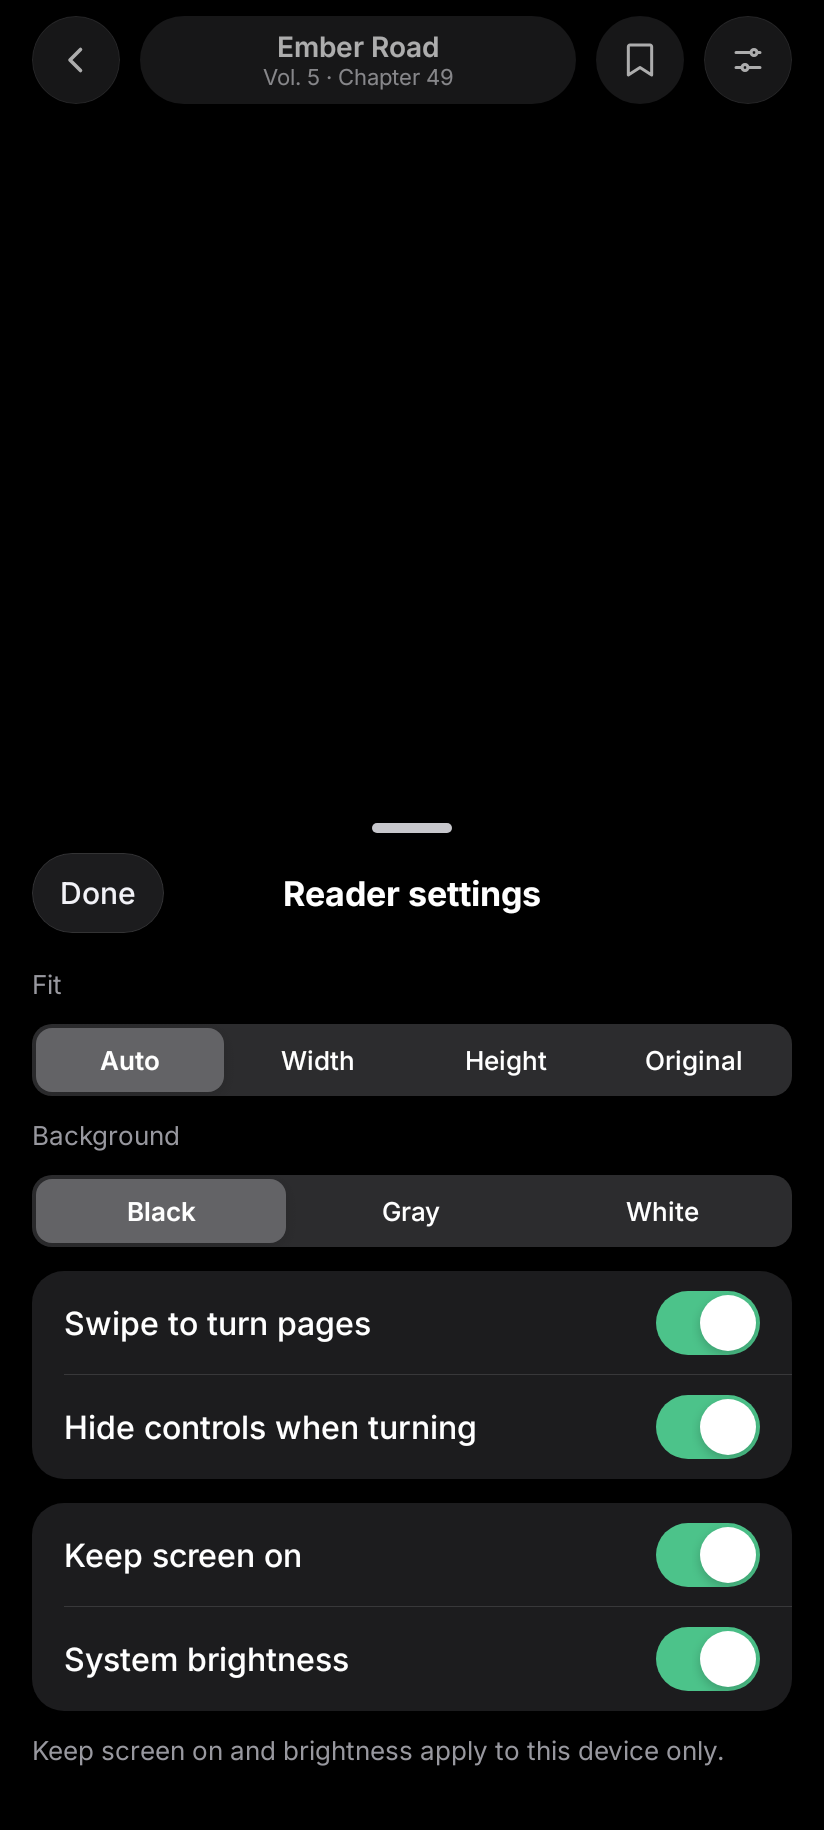 Ember Road
Vol. 5 · Chapter 49
Done
Reader settings
Fit
Auto
Width
Height
Original
Background
Black
Gray
White
Swipe to turn pages
Hide controls when turning
Keep screen on
System brightness
Keep screen on and brightness apply to this device only.